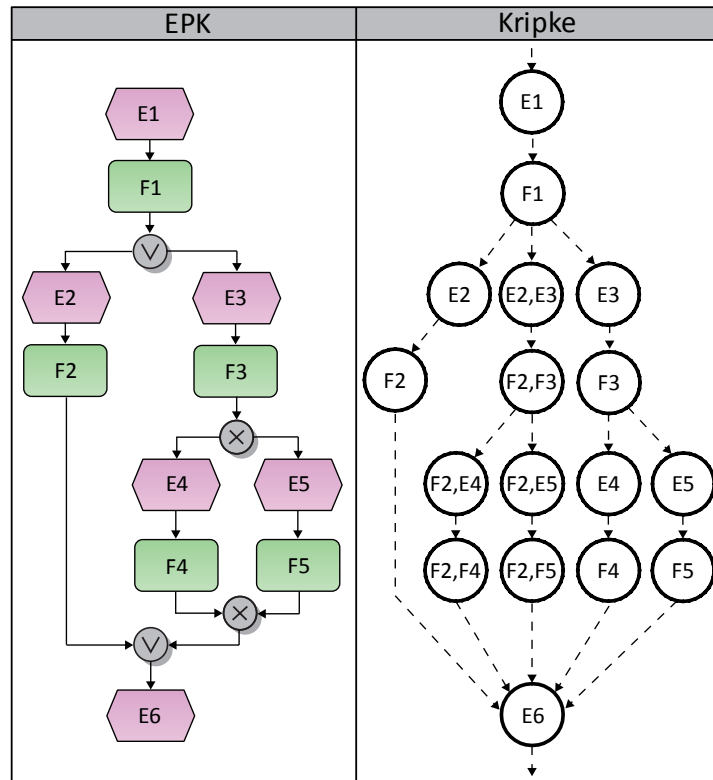 EPK
Kripke
E1
F1
E2
E3
F2
F3
E4
E5
F4
F5
E6
E1
F1
E2
E2,E3
E3
F2
F2,F3
F3
F2,E4
F2,E5
E4
E5
F2,F4
F2,F5
F4
F5
E6